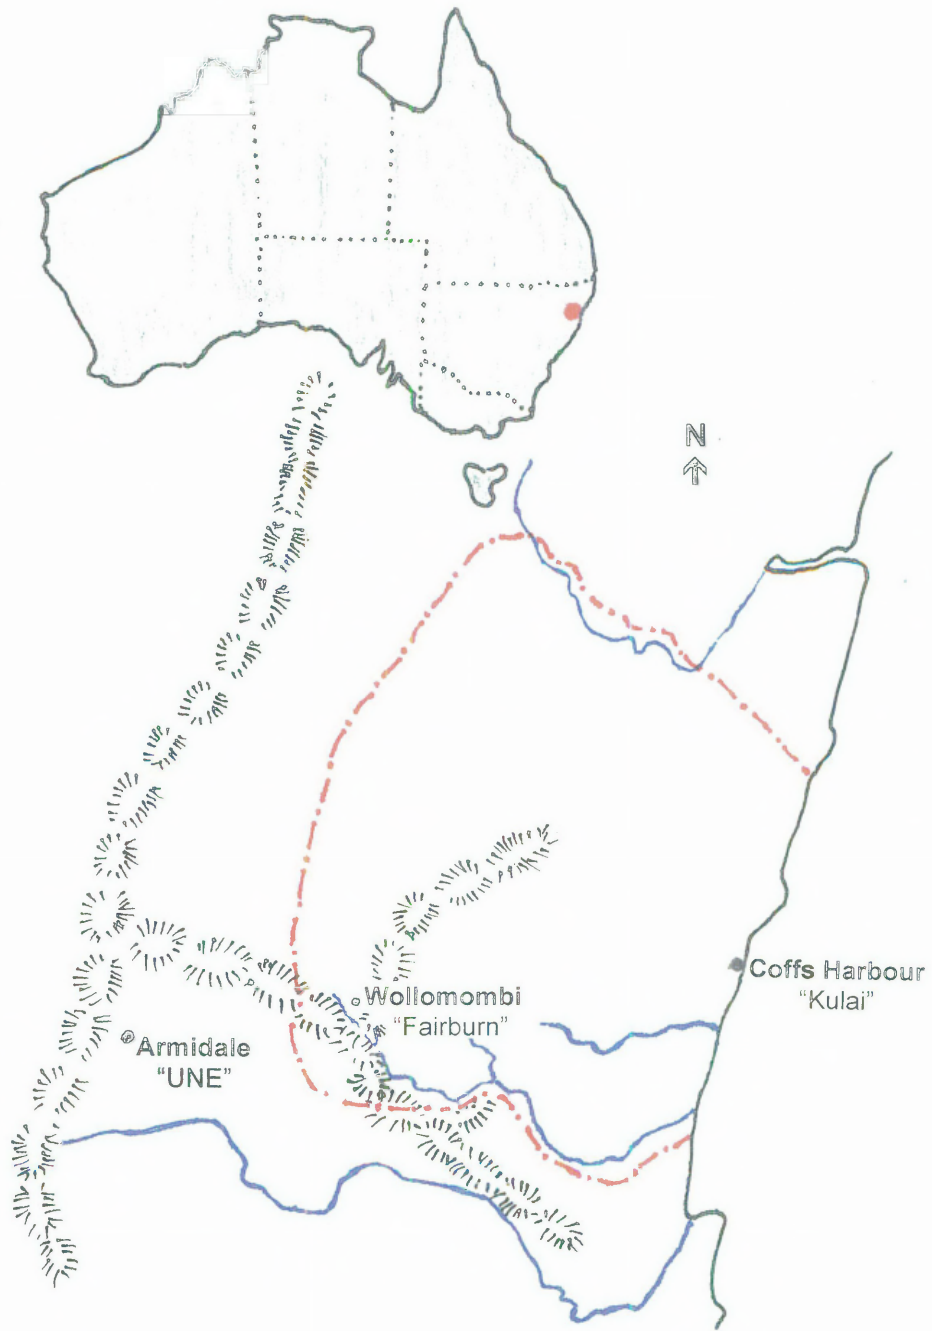 N
Coffs Harbour
“Kulai”
Wollomombi
“Fairburn”
Armidale
“UNE”